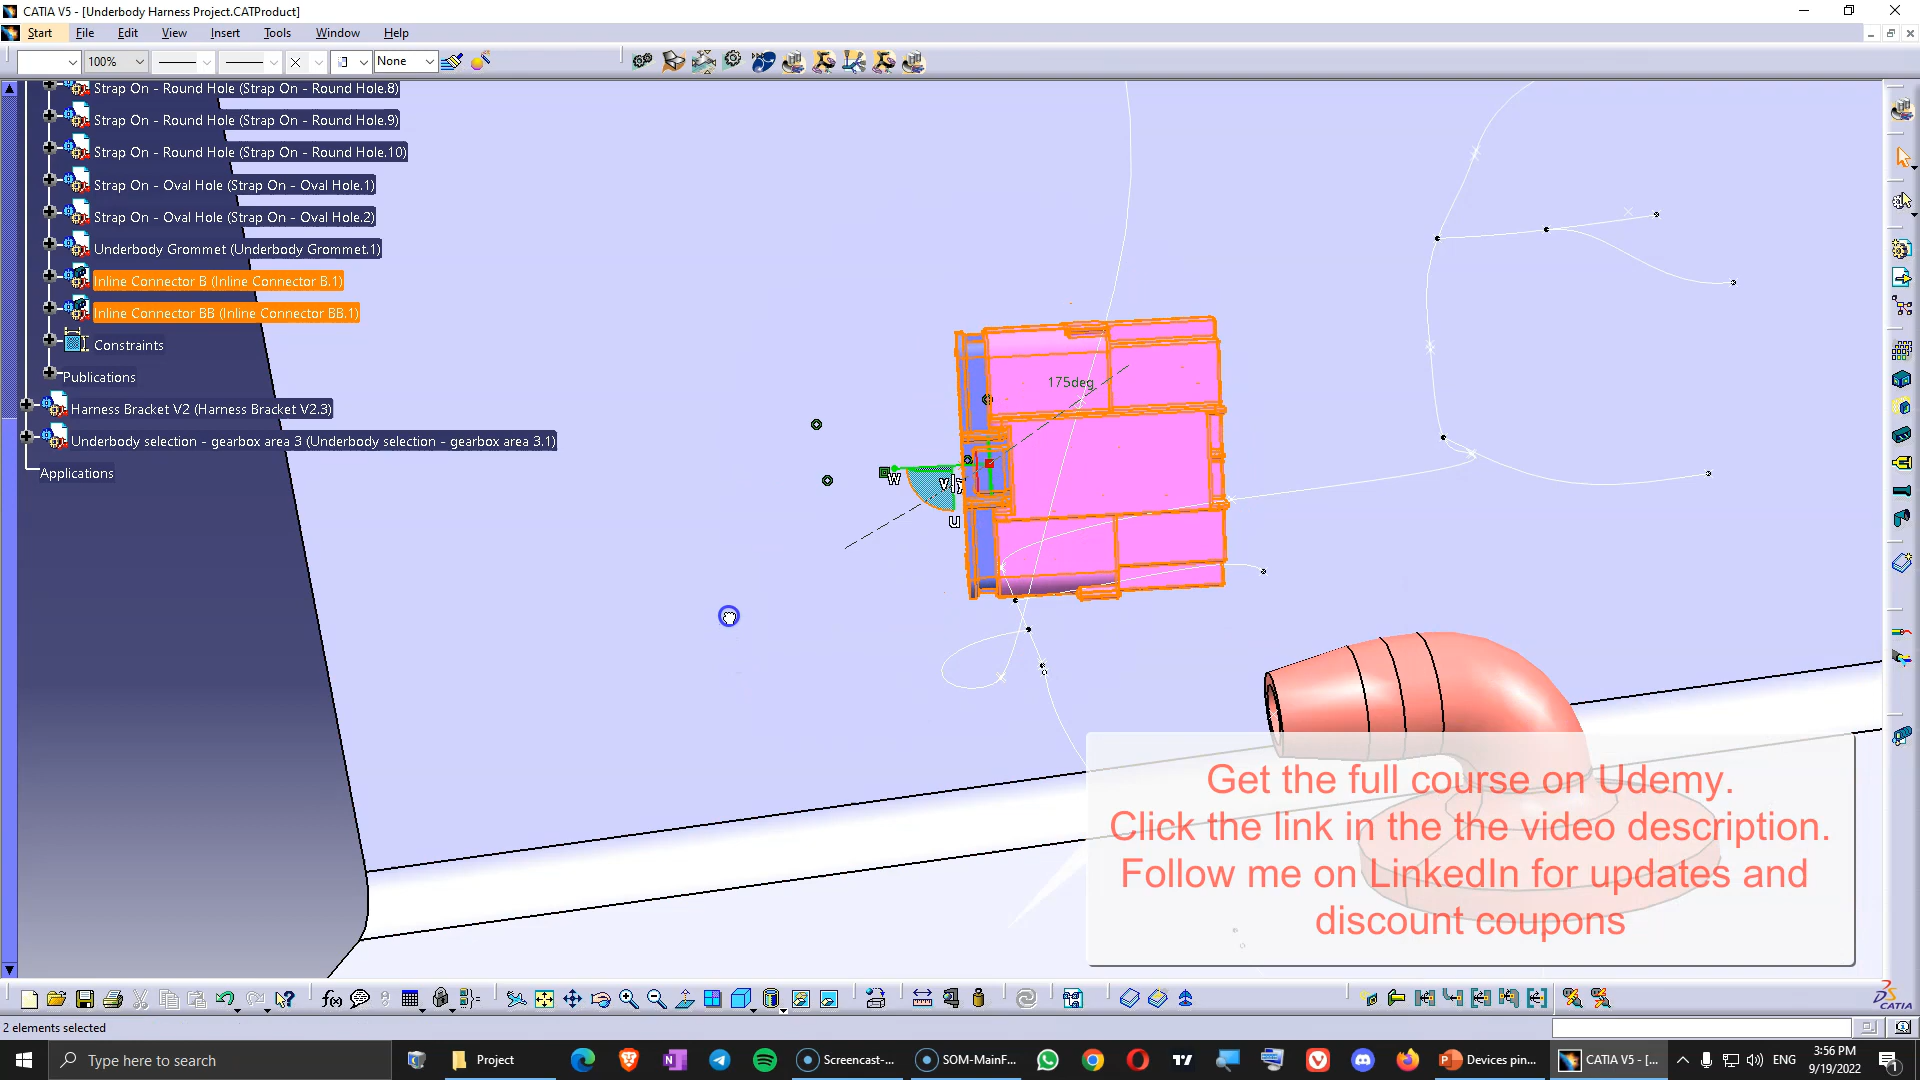 CATIA V5 - [Underbody Harness Project.CATProduct]
Start File Edit View Insert Tools Window Help
100% None
Strap On - Round Hole (Strap On - Round Hole.8)
Strap On - Round Hole (Strap On - Round Hole.9)
Strap On - Round Hole (Strap On - Round Hole.10)
Strap On - Oval Hole (Strap On - Oval Hole.1)
Strap On - Oval Hole (Strap On - Oval Hole.2)
Underbody Grommet (Underbody Grommet.1)
Inline Connector B (Inline Connector B.1)
Inline Connector BB (Inline Connector BB.1)
Constraints
Publications
Harness Bracket V2 (Harness Bracket V2.3)
Underbody selection - gearbox area 3 (Underbody selection - gearbox area 3.1)
Applications
175deg
w
u
Get the full course on Udemy.
Click the link in the the video description.
Follow me on LinkedIn for updates and
discount coupons
f(x)
CATIA
2 elements selected
Type here to search
Project
Screencast-...
SOM-MainF...
Devices pin...
CATIA V5 - [...
ENG
3:56 PM
9/19/2022